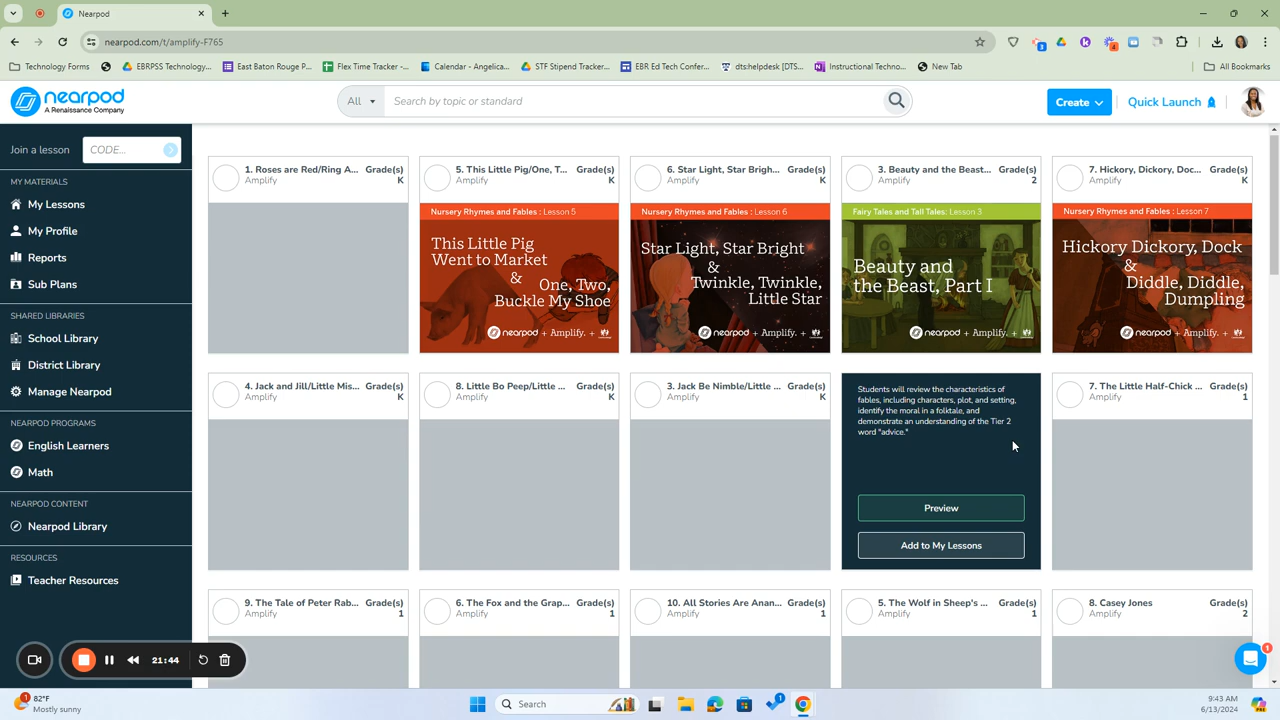 Nearpod
nearpod.com/t/amplify-F765
3
4
Technology Forms
EBRPSS Technology...
East Baton Rouge P...
Flex Time Tracker -...
Calendar - Angelica...
STF Stipend Tracker...
EBR Ed Tech Confer...
dtshelpdesk [DTS...
Instructional Techno...
New Tab
All Bookmarks
nearpod
A Renaissance Company
All
Search by topic or standard
Create
Quick Launch
Join a lesson
CODE...
MY MATERIALS
My Lessons
My Profile
Reports
Sub Plans
SHARED LIBRARIES
School Library
District Library
Manage Nearpod
NEARPOD PROGRAMS
English Learners
Math
NEARPOD CONTENT
Nearpod Library
RESOURCES
Teacher Resources
1. Roses are Red/Ring A... Grade(s)
Amplify K
5. This Little Pig/One, T... Grade(s)
Amplify K
Nursery Rhymes and Fables : Lesson 5
This Little Pig
Went to Market
&
One, Two,
Buckle My Shoe
nearpod + Amplify. +
6. Star Light, Star Brigh... Grade(s)
Amplify K
Nursery Rhymes and Fables : Lesson 6
Star Light, Star Bright
&
Twinkle, Twinkle,
Little Star
nearpod + Amplify. +
3. Beauty and the Beast... Grade(s)
Amplify 2
Fairy Tales and Tall Tales: Lesson 3
Beauty and
the Beast, Part I
nearpod + Amplify. +
7. Hickory, Dickory, Doc... Grade(s)
Amplify K
Nursery Rhymes and Fables : Lesson 7
Hickory Dickory, Dock
&
Diddle, Diddle,
Dumpling
nearpod + Amplify. +
4. Jack and Jill/Little Mis... Grade(s)
Amplify K
8. Little Bo Peep/Little ... Grade(s)
Amplify K
3. Jack Be Nimble/Little ... Grade(s)
Amplify K
Students will review the characteristics of
fables, including characters, plot, and setting,
identify the moral in a folktale, and
demonstrate an understanding of the Tier 2
word "advice."
Preview
Add to My Lessons
7. The Little Half-Chick ... Grade(s)
Amplify 1
9. The Tale of Peter Rab... Grade(s)
Amplify 1
6. The Fox and the Grap... Grade(s)
Amplify 1
10. All Stories Are Anan... Grade(s)
Amplify 1
5. The Wolf in Sheep's ... Grade(s)
Amplify 1
8. Casey Jones Grade(s)
Amplify 2
21:44
1
1
82°F
Mostly sunny
Search
1
9:43 AM
6/13/2024